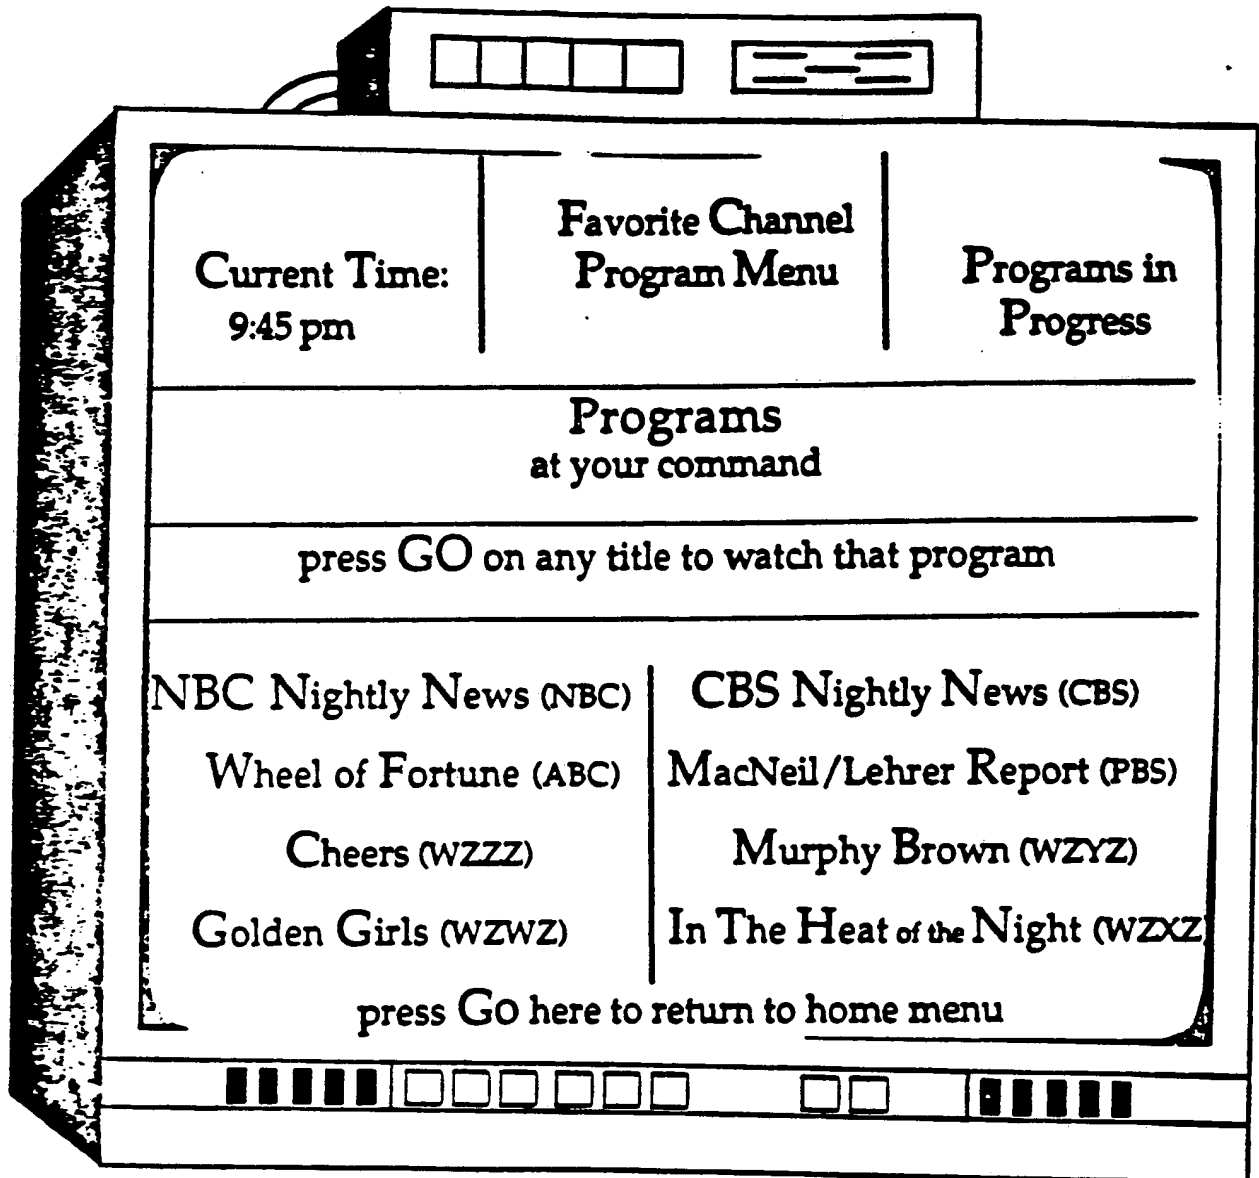 Favorite Channel
Program Menu
Current Time:
9:45 pm
Programs in
Progress
Programs
at your command
press GO on any title to watch that program
NBC Nightly News (NBC)
CBS Nightly News (CBS)
Wheel of Fortune (ABC)
MacNeil/Lehrer Report (PBS)
Cheers (WZZZ)
Murphy Brown (WZYZ)
Golden Girls (WZWZ)
In The Heat of the Night (WZXZ)
press Go here to return to home menu